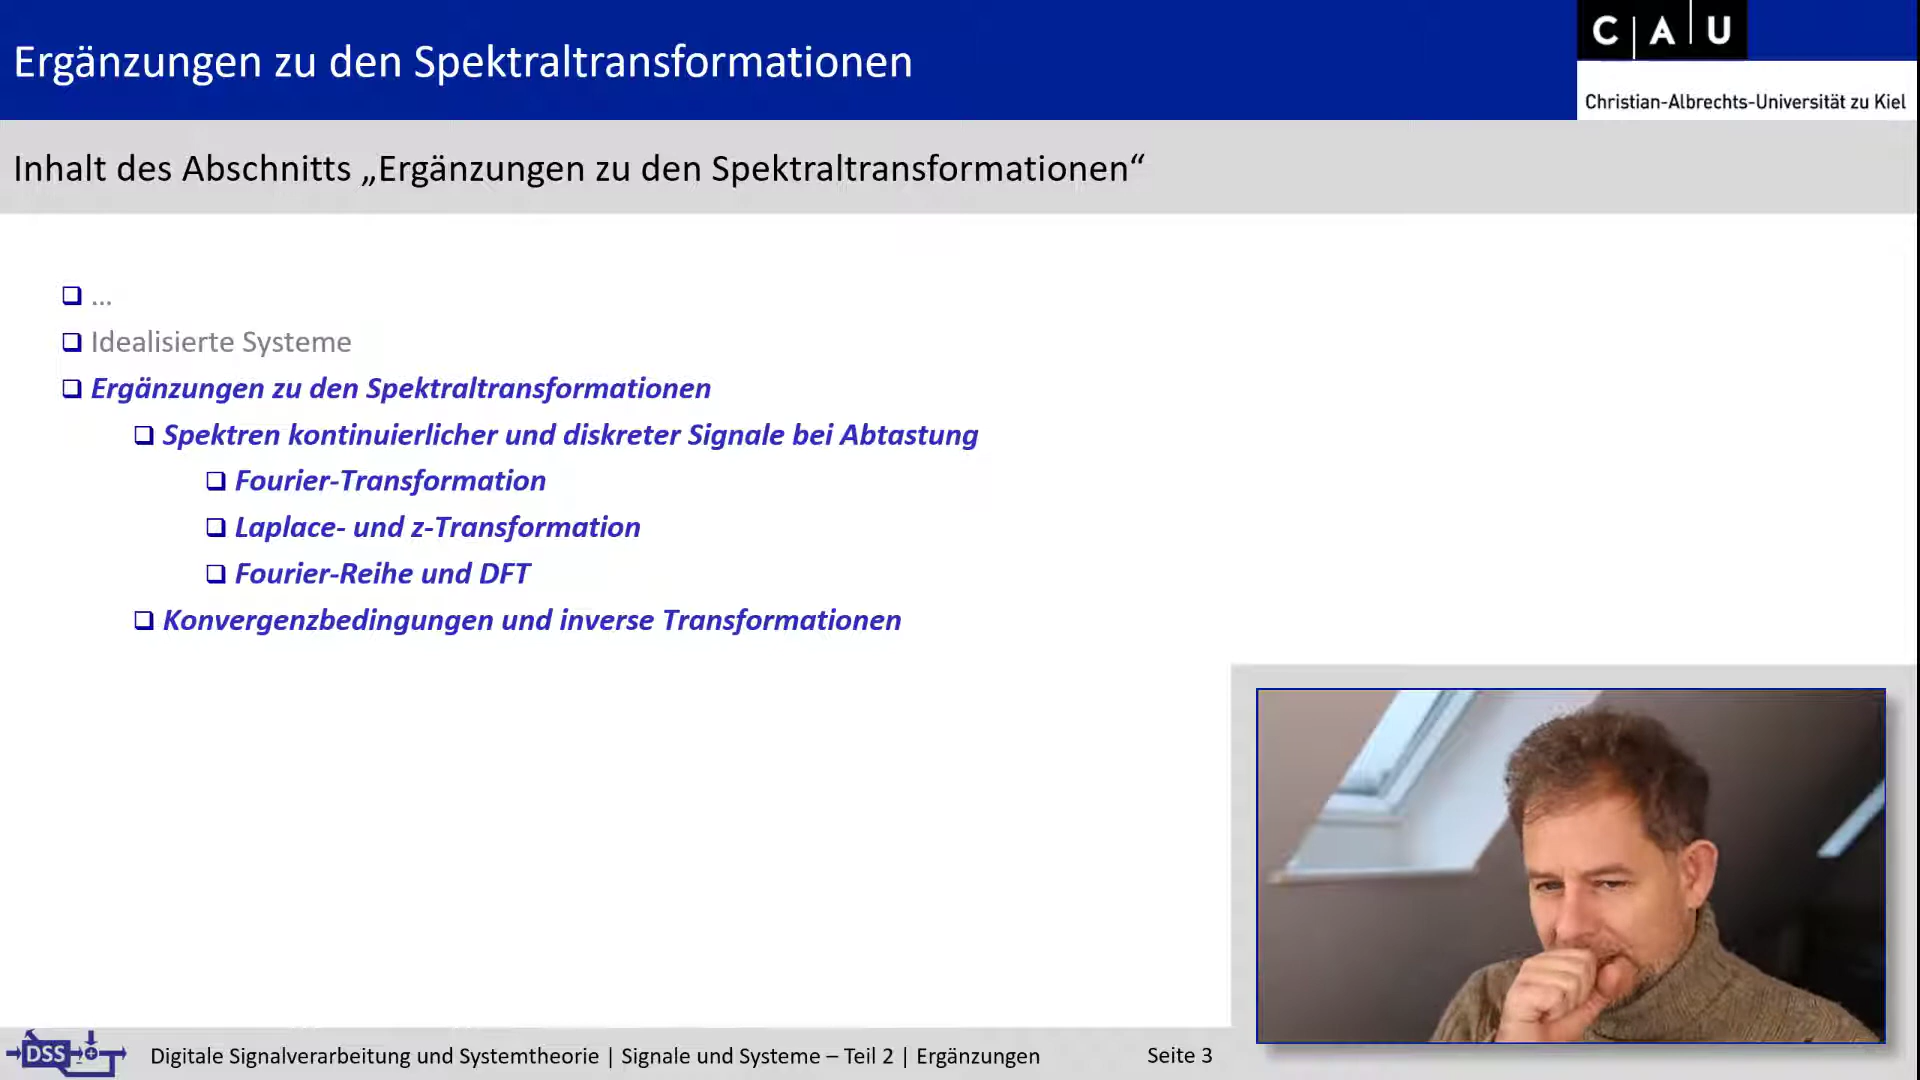 Ergänzungen zu den Spektraltransformationen
C A U
Christian-Albrechts-Universität zu Kiel
Inhalt des Abschnitts „Ergänzungen zu den Spektraltransformationen“
...
Idealisierte Systeme
Ergänzungen zu den Spektraltransformationen
Spektren kontinuierlicher und diskreter Signale bei Abtastung
Fourier-Transformation
Laplace- und z-Transformation
Fourier-Reihe und DFT
Konvergenzbedingungen und inverse Transformationen
DSS
Digitale Signalverarbeitung und Systemtheorie | Signale und Systeme – Teil 2 | Ergänzungen
Seite 3